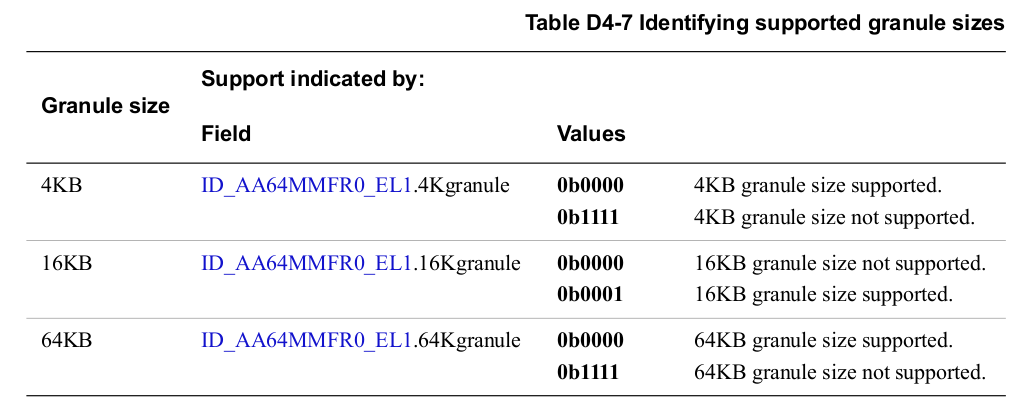 Table D4-7 Identifying supported granule sizes
Granule size
Support indicated by:
Field Values
4KB ID_AA64MMFR0_EL1.4Kgranule 0b0000 4KB granule size supported.
0b1111 4KB granule size not supported.
16KB ID_AA64MMFR0_EL1.16Kgranule 0b0000 16KB granule size not supported.
0b0001 16KB granule size supported.
64KB ID_AA64MMFR0_EL1.64Kgranule 0b0000 64KB granule size supported.
0b1111 64KB granule size not supported.